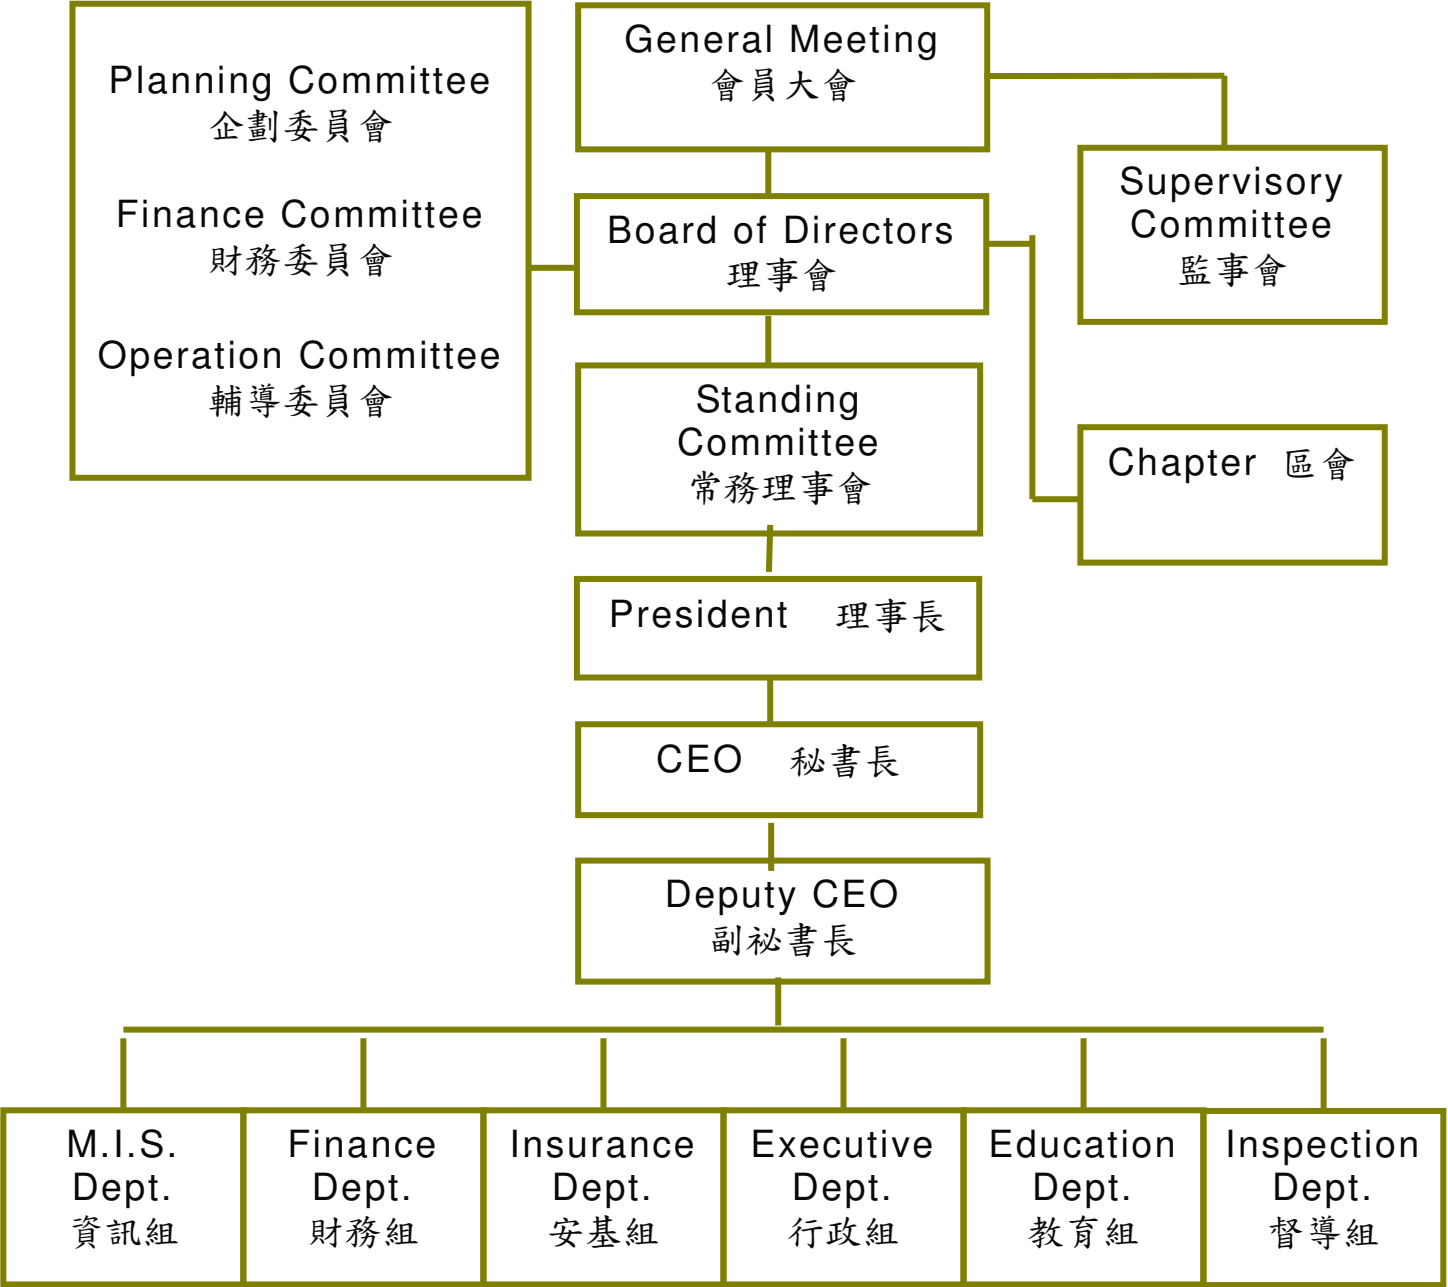 Planning Committee
企劃委員會
Finance Committee
財務委員會
Operation Committee
輔導委員會
General Meeting
會員大會
Supervisory
Committee
監事會
Board of Directors
理事會
Standing
Committee
常務理事會
Chapter 區會
President 理事長
CEO 秘書長
Deputy CEO
副祕書長
M.I.S.
Dept.
資訊組
Finance
Dept.
財務組
Insurance
Dept.
安基組
Executive
Dept.
行政組
Education
Dept.
教育組
Inspection
Dept.
督導組